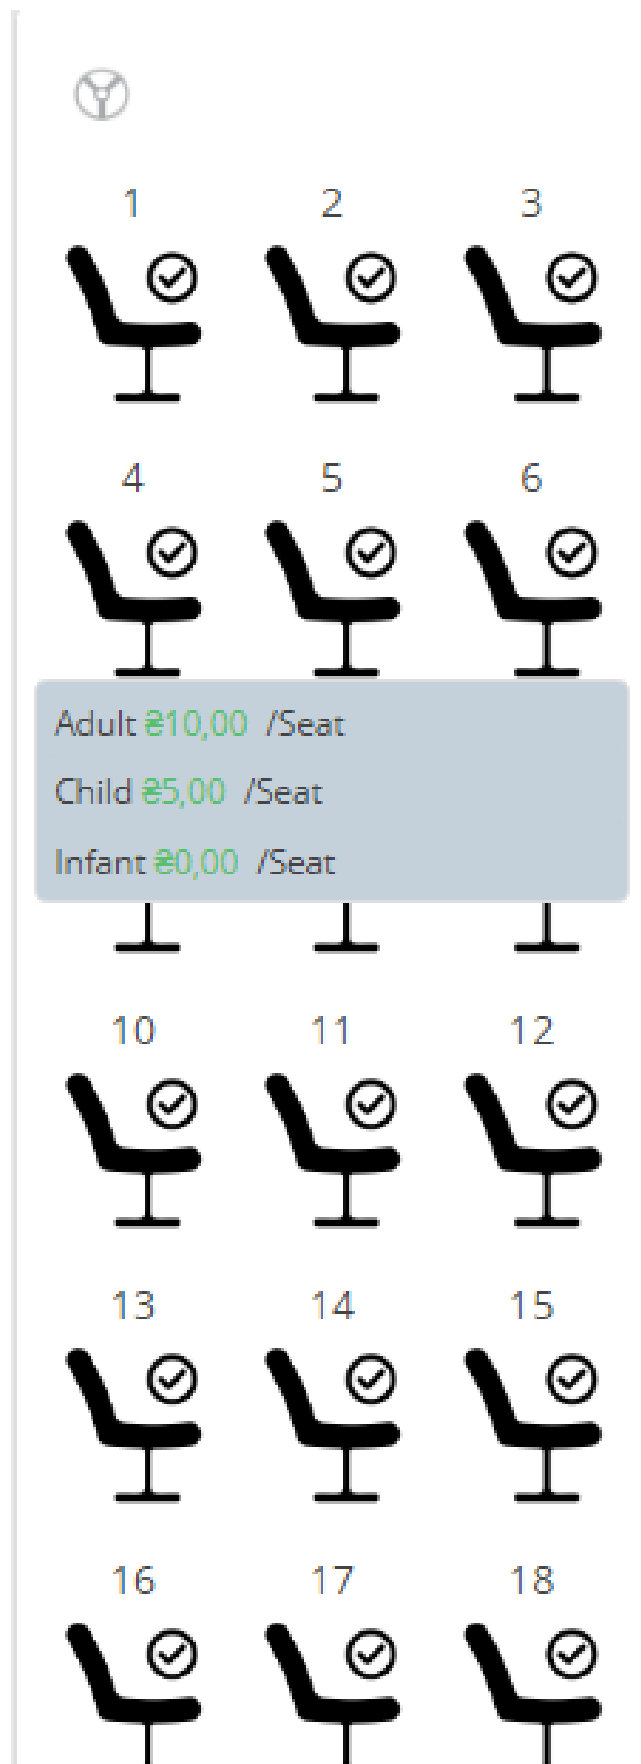 1 2 3
4 5 6
Adult ₴10,00 /Seat
Child ₴5,00 /Seat
Infant ₴0,00 /Seat
10 11 12
13 14 15
16 17 18